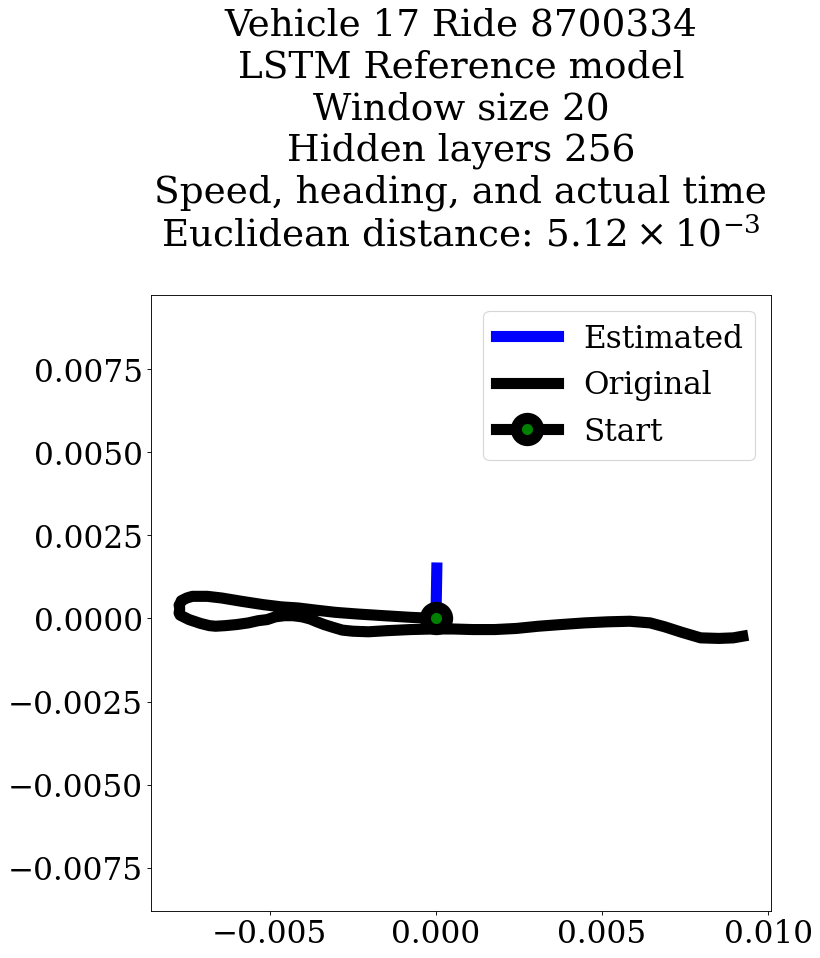 Vehicle 17 Ride 8700334
LSTM Reference model
Window size 20
Hidden layers 256
Speed, heading, and actual time
Euclidean distance: 5.12 × 10⁻³
Estimated
Original
Start
0.0075
0.0050
0.0025
0.0000
−0.0025
−0.0050
−0.0075
−0.005 0.000 0.005 0.010